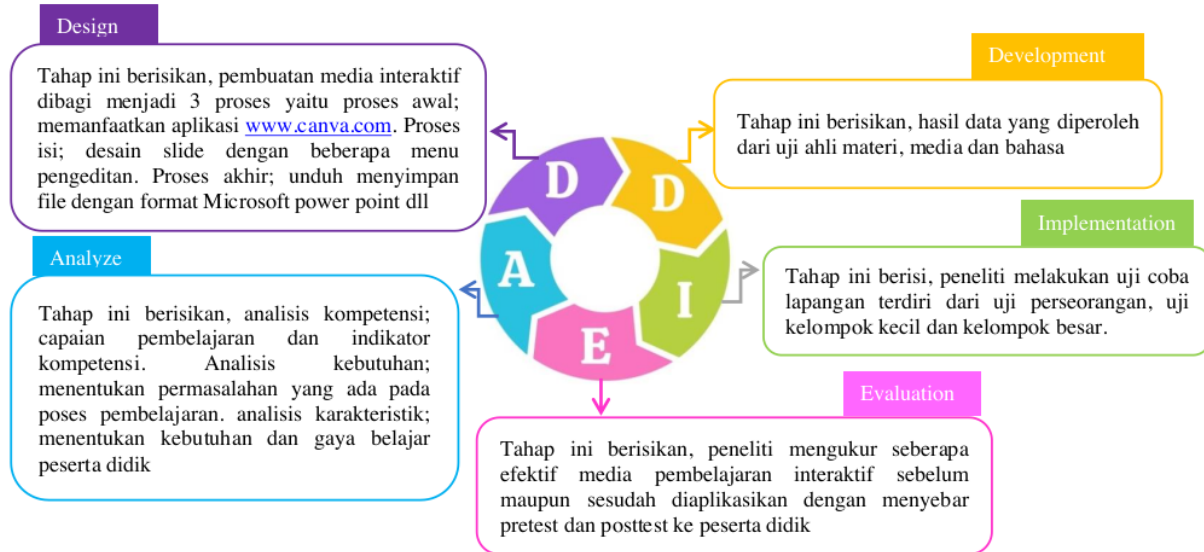 Design
Tahap ini berisikan, pembuatan media interaktif
dibagi menjadi 3 proses yaitu proses awal;
memanfaatkan aplikasi www.canva.com. Proses
isi; desain slide dengan beberapa menu
pengeditan. Proses akhir; unduh menyimpan
file dengan format Microsoft power point dll
Development
Tahap ini berisikan, hasil data yang diperoleh
dari uji ahli materi, media dan bahasa
Analyze
Tahap ini berisikan, analisis kompetensi;
capaian pembelajaran dan indikator
kompetensi. Analisis kebutuhan;
menentukan permasalahan yang ada pada
poses pembelajaran. analisis karakteristik;
menentukan kebutuhan dan gaya belajar
peserta didik
D
D
A
I
E
Implementation
Tahap ini berisi, peneliti melakukan uji coba
lapangan terdiri dari uji perseorangan, uji
kelompok kecil dan kelompok besar.
Evaluation
Tahap ini berisikan, peneliti mengukur seberapa
efektif media pembelajaran interaktif sebelum
maupun sesudah diaplikasikan dengan menyebar
pretest dan posttest ke peserta didik